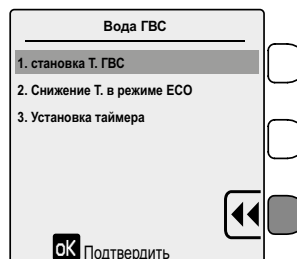 Вода ГВС
1. становка Т. ГВС
2. Снижение Т. в режиме ECO
3. Установка таймера
OK Подтвердить